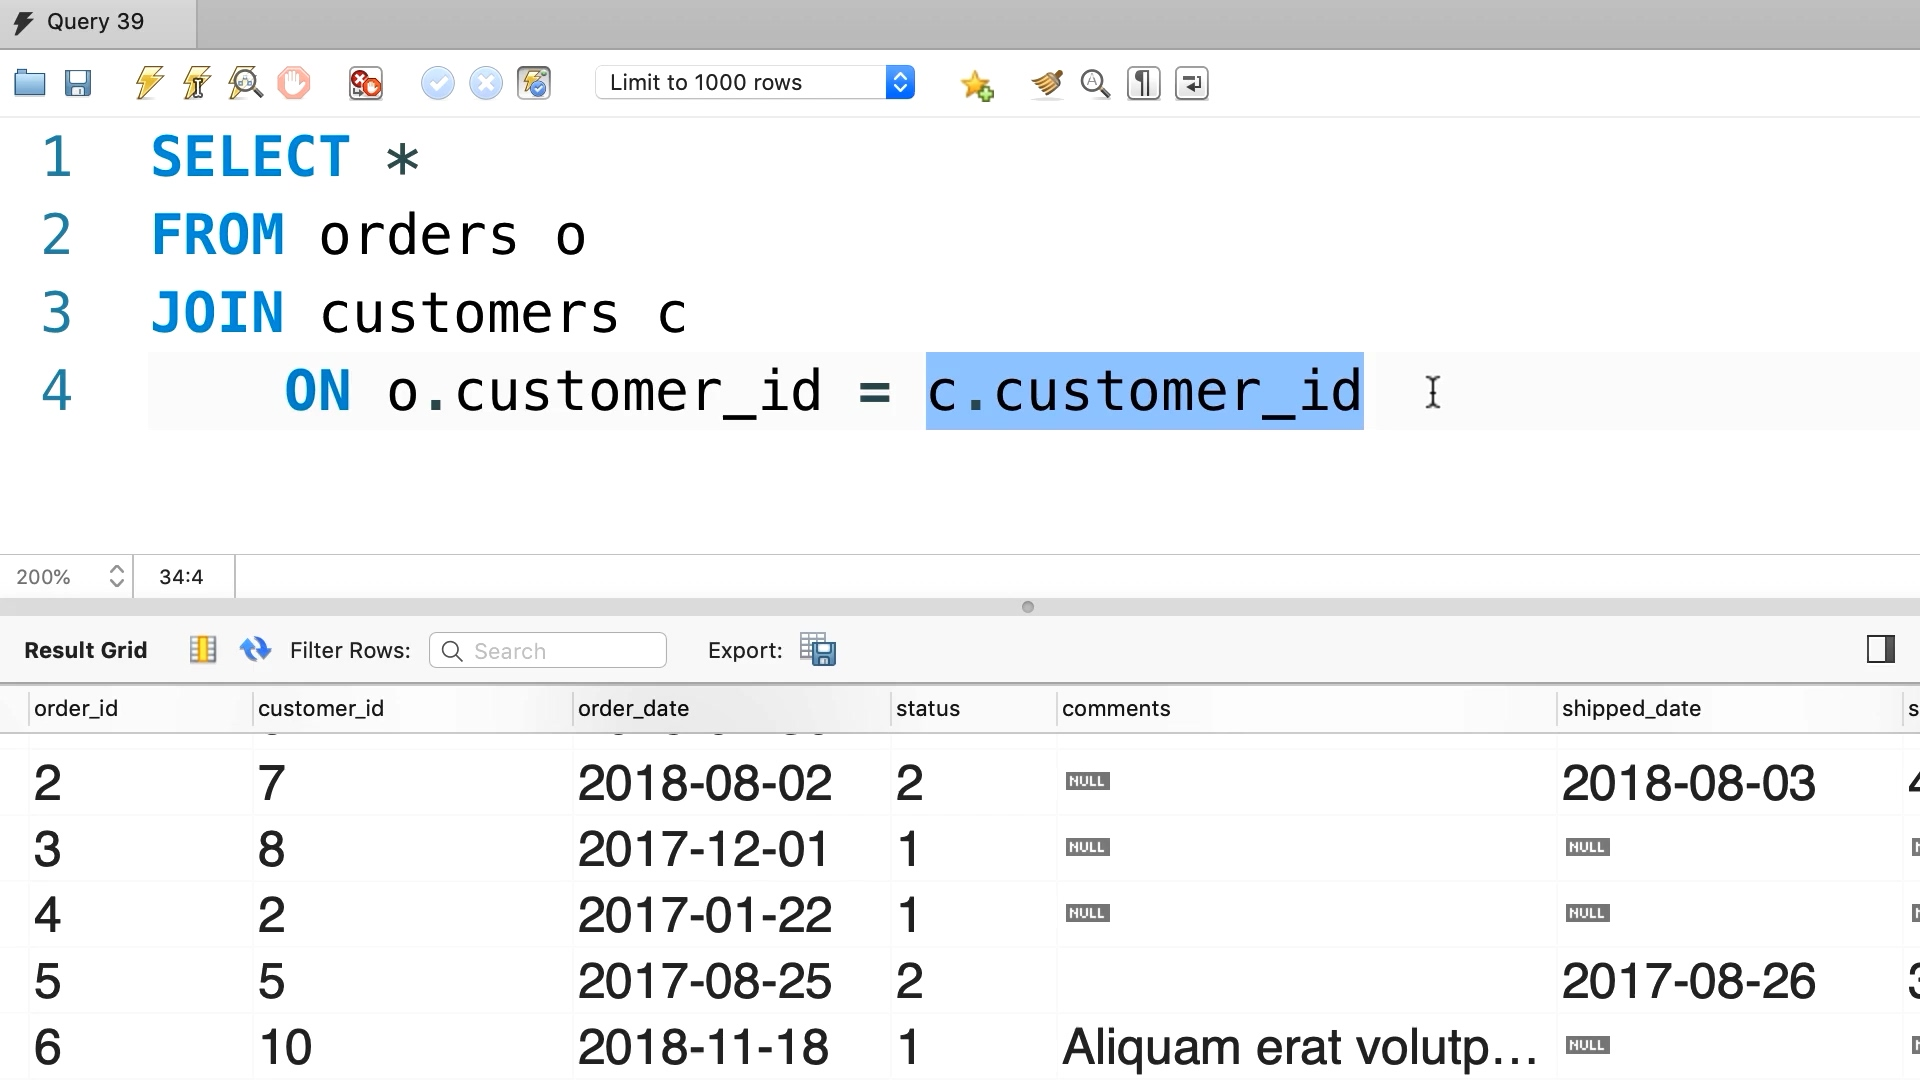 Query 39
Limit to 1000 rows
1 SELECT *
2 FROM orders o
3 JOIN customers c
4 ON o.customer_id = c.customer_id
200% 34:4
Result Grid Filter Rows: Search Export:
order_id customer_id order_date status comments shipped_date s
2 7 2018-08-02 2 NULL 2018-08-03 4
3 8 2017-12-01 1 NULL NULL
4 2 2017-01-22 1 NULL NULL
5 5 2017-08-25 2 2017-08-26 3
6 10 2018-11-18 1 Aliquam erat volutp... NULL